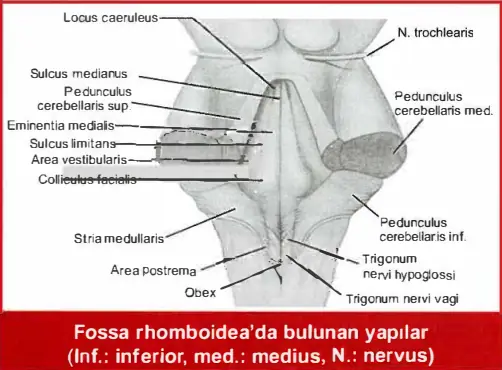 Locus caeruleus
N. trochlearis
Sulcus medianus
Pedunculus
cerebellaris sup.
Eminentia medialis
Sulcus limitans
Area vestibularis
Colliculus facialis
Stria medullaris
Area postrema
Obex
Pedunculus
cerebellaris med.
Pedunculus
cerebellaris inf.
Trigonum
nervi hypoglossi
Trigonum nervi vagi
Fossa rhomboidea'da bulunan yapılar
(Inf.: inferior, med.: medius, N.: nervus)